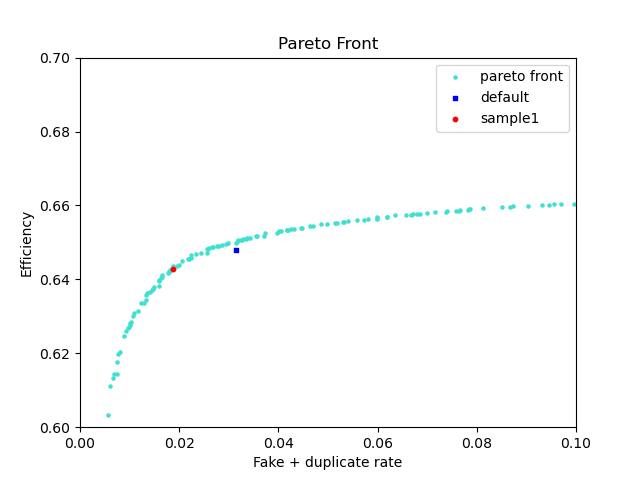 Pareto Front
0.70
0.68
0.66
0.64
0.62
0.60
Efficiency
pareto front
default
sample1
0.00 0.02 0.04 0.06 0.08 0.10
Fake + duplicate rate